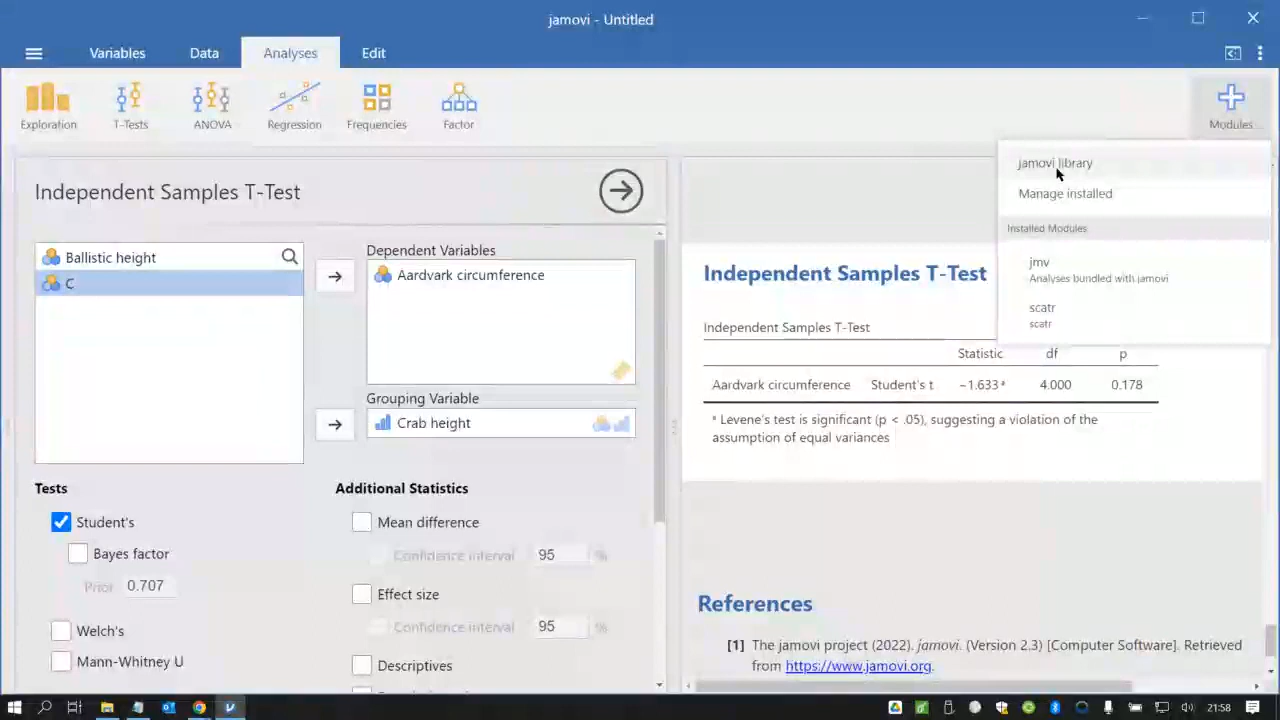 jamovi - Untitled
Variables Data Analyses Edit
Exploration T-Tests ANOVA Regression Frequencies Factor Modules
jamovi library
Manage installed
Installed Modules
jmv
Analyses bundled with jamovi
scatr
scatr
Independent Samples T-Test
Ballistic height
C
Dependent Variables
Aardvark circumference
Grouping Variable
Crab height
Tests
Student's
Bayes factor
Prior 0.707
Welch's
Mann-Whitney U
Additional Statistics
Mean difference
Confidence interval 95 %
Effect size
Confidence interval 95 %
Descriptives
Independent Samples T-Test
Independent Samples T-Test
Statistic df p
Aardvark circumference Student's t −1.633ᵃ 4.000 0.178
ᵃ Levene's test is significant (p < .05), suggesting a violation of the
assumption of equal variances
References
[1] The jamovi project (2022). jamovi. (Version 2.3) [Computer Software]. Retrieved
from https://www.jamovi.org.
21:58